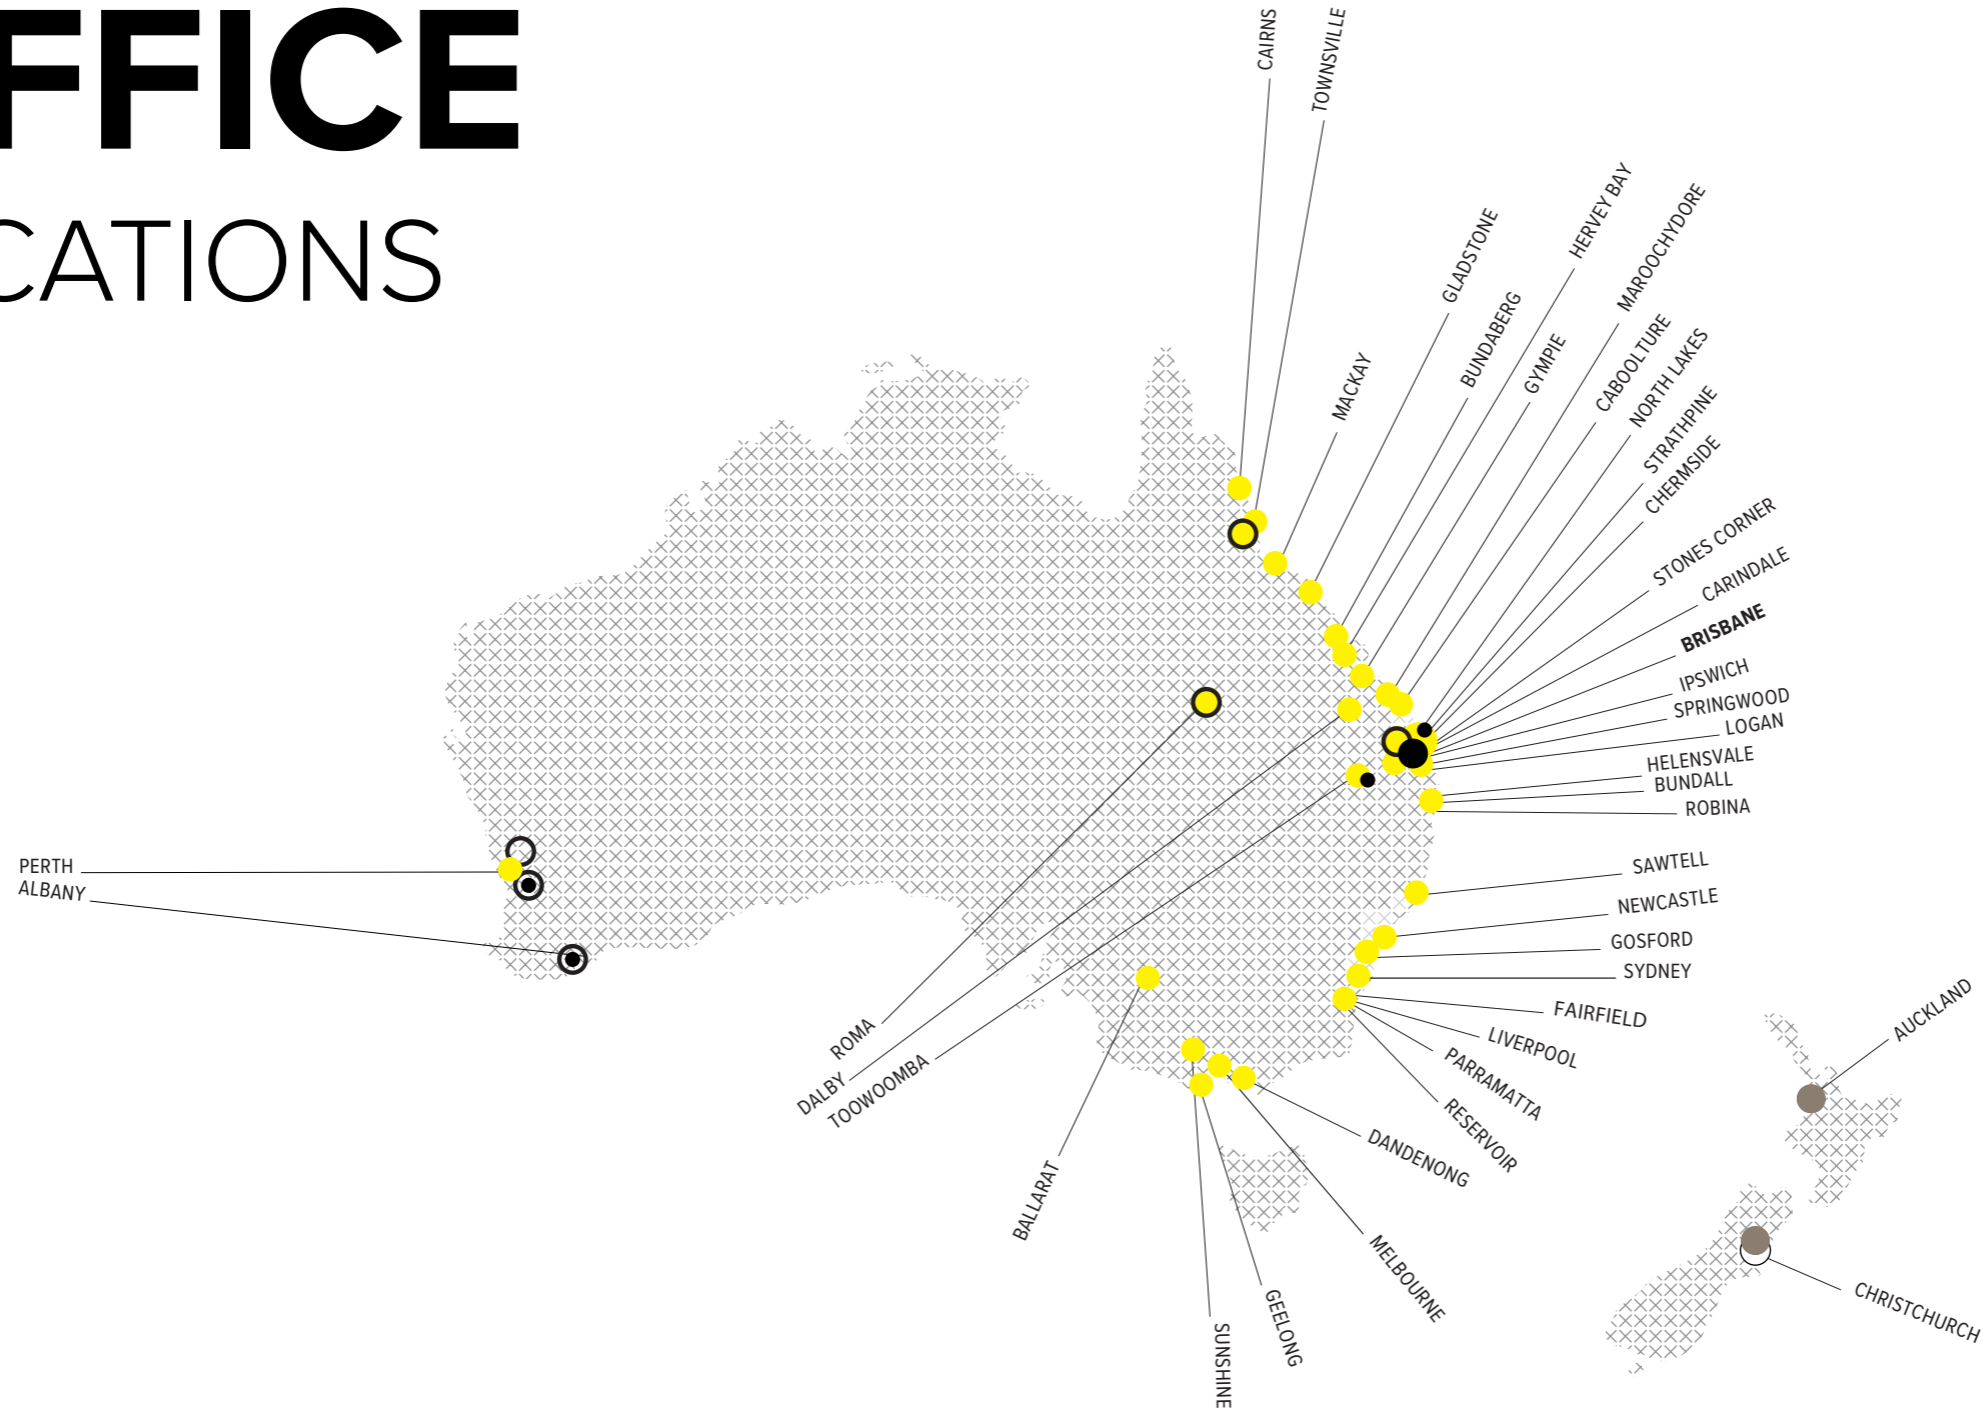 FFICE
CATIONS
CAIRNS
TOWNSVILLE
HERVEY BAY
MAROOCHYDORE
GLADSTONE
BUNDABERG
GYMPIE
CABOOLTURE
NORTH LAKES
MACKAY
STRATHPINE
CHERMSIDE
STONES CORNER
CARINDALE
BRISBANE
IPSWICH
SPRINGWOOD
LOGAN
HELENSVALE
BUNDALL
ROBINA
PERTH
ALBANY
SAWTELL
NEWCASTLE
GOSFORD
SYDNEY
FAIRFIELD
LIVERPOOL
PARRAMATTA
RESERVOIR
DANDENONG
MELBOURNE
GEELONG
SUNSHINE
BALLARAT
ROMA
DALBY
TOOWOOMBA
AUCKLAND
CHRISTCHURCH